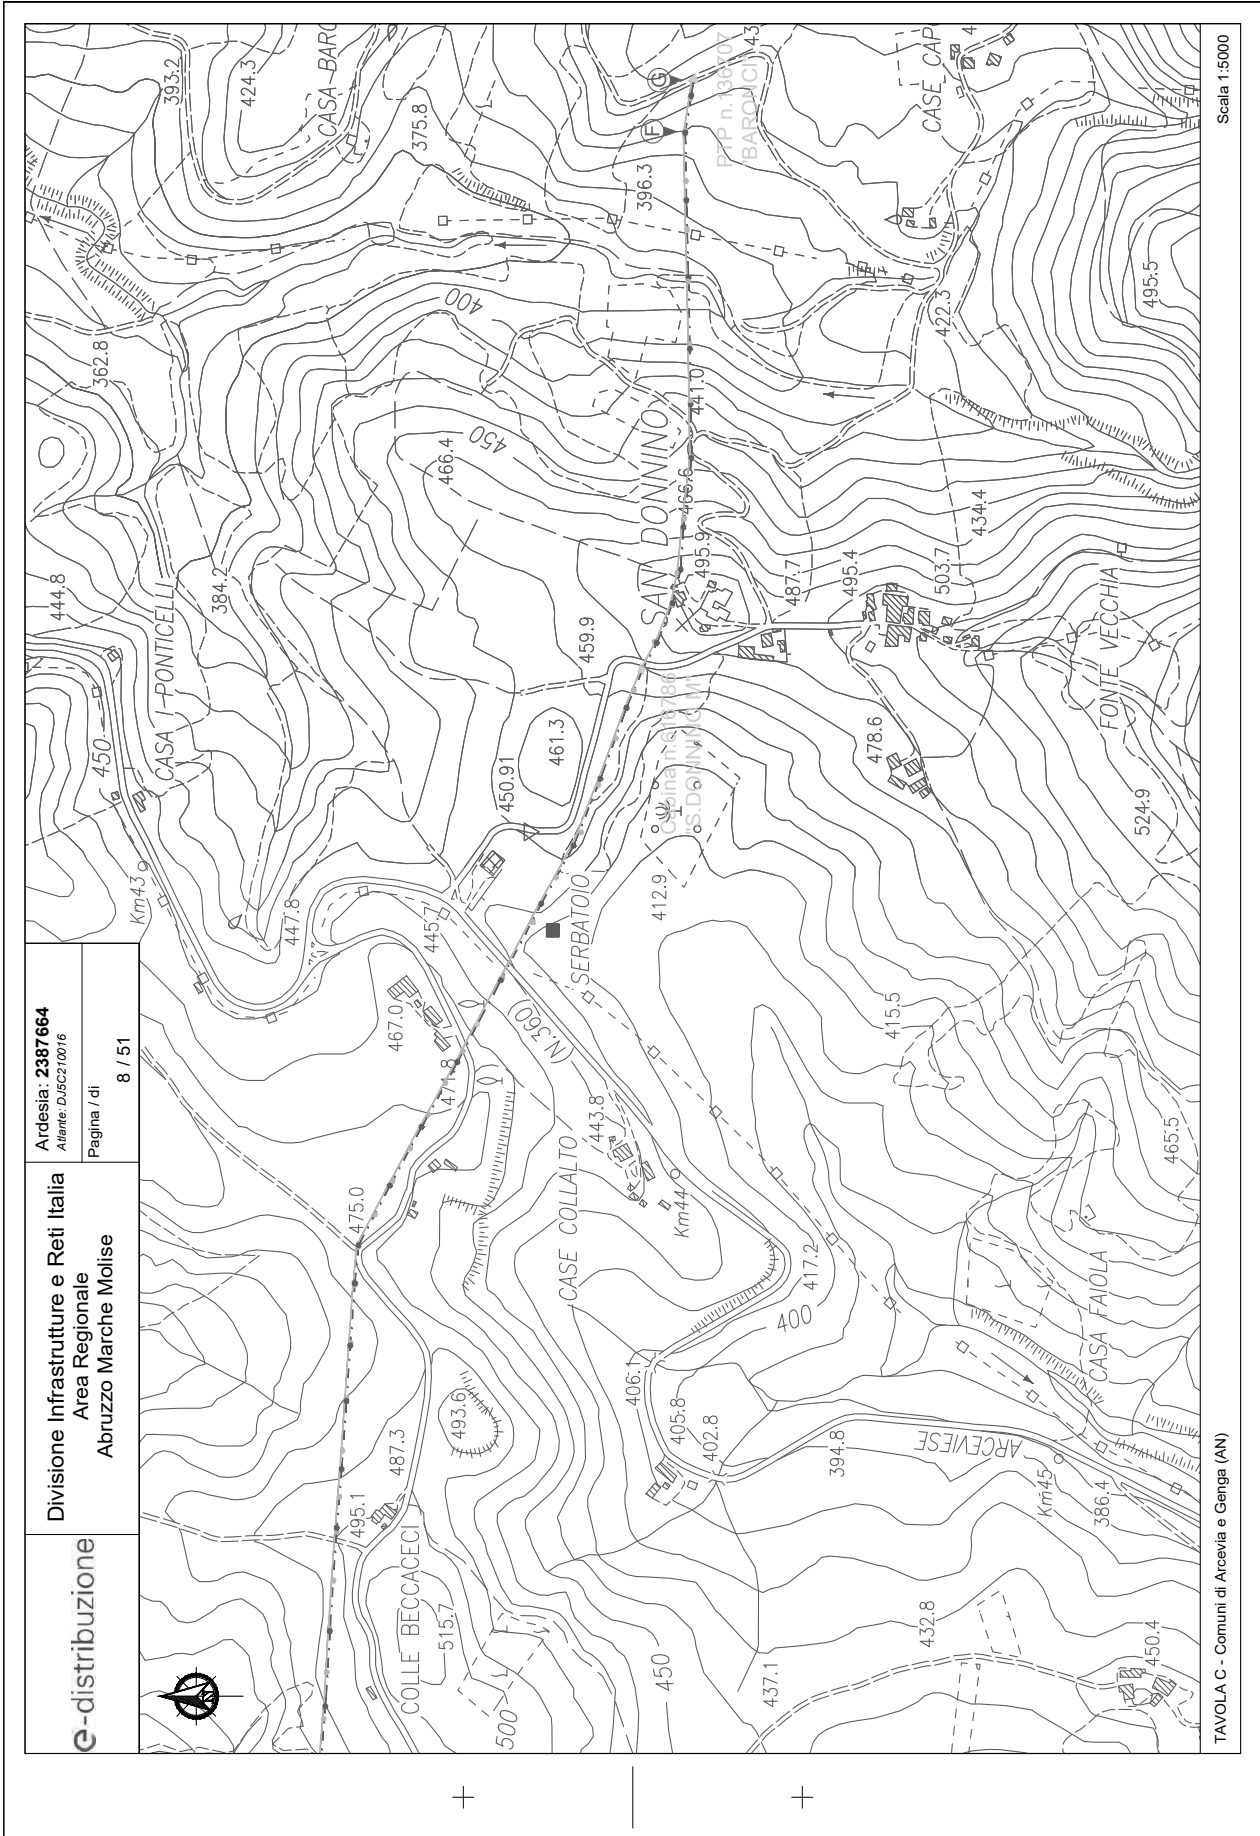 e-distribuzione
Divisione Infrastrutture e Reti Italia
Area Regionale
Abruzzo Marche Molise
Ardesia: 2387664
Atlante: DJ5C210016
Pagina / di
8 / 51
444.8
362.8
393.2
424.3
CASA BARO
CASA PONTICELLI
384.2
375.8
450
Km43
447.8
445.7
466.4
450
400
396.3
G
F
43
PTP n.136707
"BARONCI
CASE CAP
4
467.0
471.8
475.0
450.91
461.3
459.9
SAN DONNINO
441.0
466.6
495.9
487.7
495.4
503.7
434.4
422.3
495.5
Cabina n.616786
"S.DONNINO M"
SERBATOIO
(N.360)
412.9
478.6
FONTE VECCHIA
524.9
495.1
487.3
493.6
COLLE BECCACECI
515.7
500
CASE COLLALTO
443.8
Km44
417.2
400
415.5
465.5
406.1
405.8
402.8
394.8
ARCEVIESE
Km45
386.4
CASA FAIOLA
450
437.1
432.8
450.4
TAVOLA C - Comuni di Arcevia e Genga (AN)
Scala 1:5000